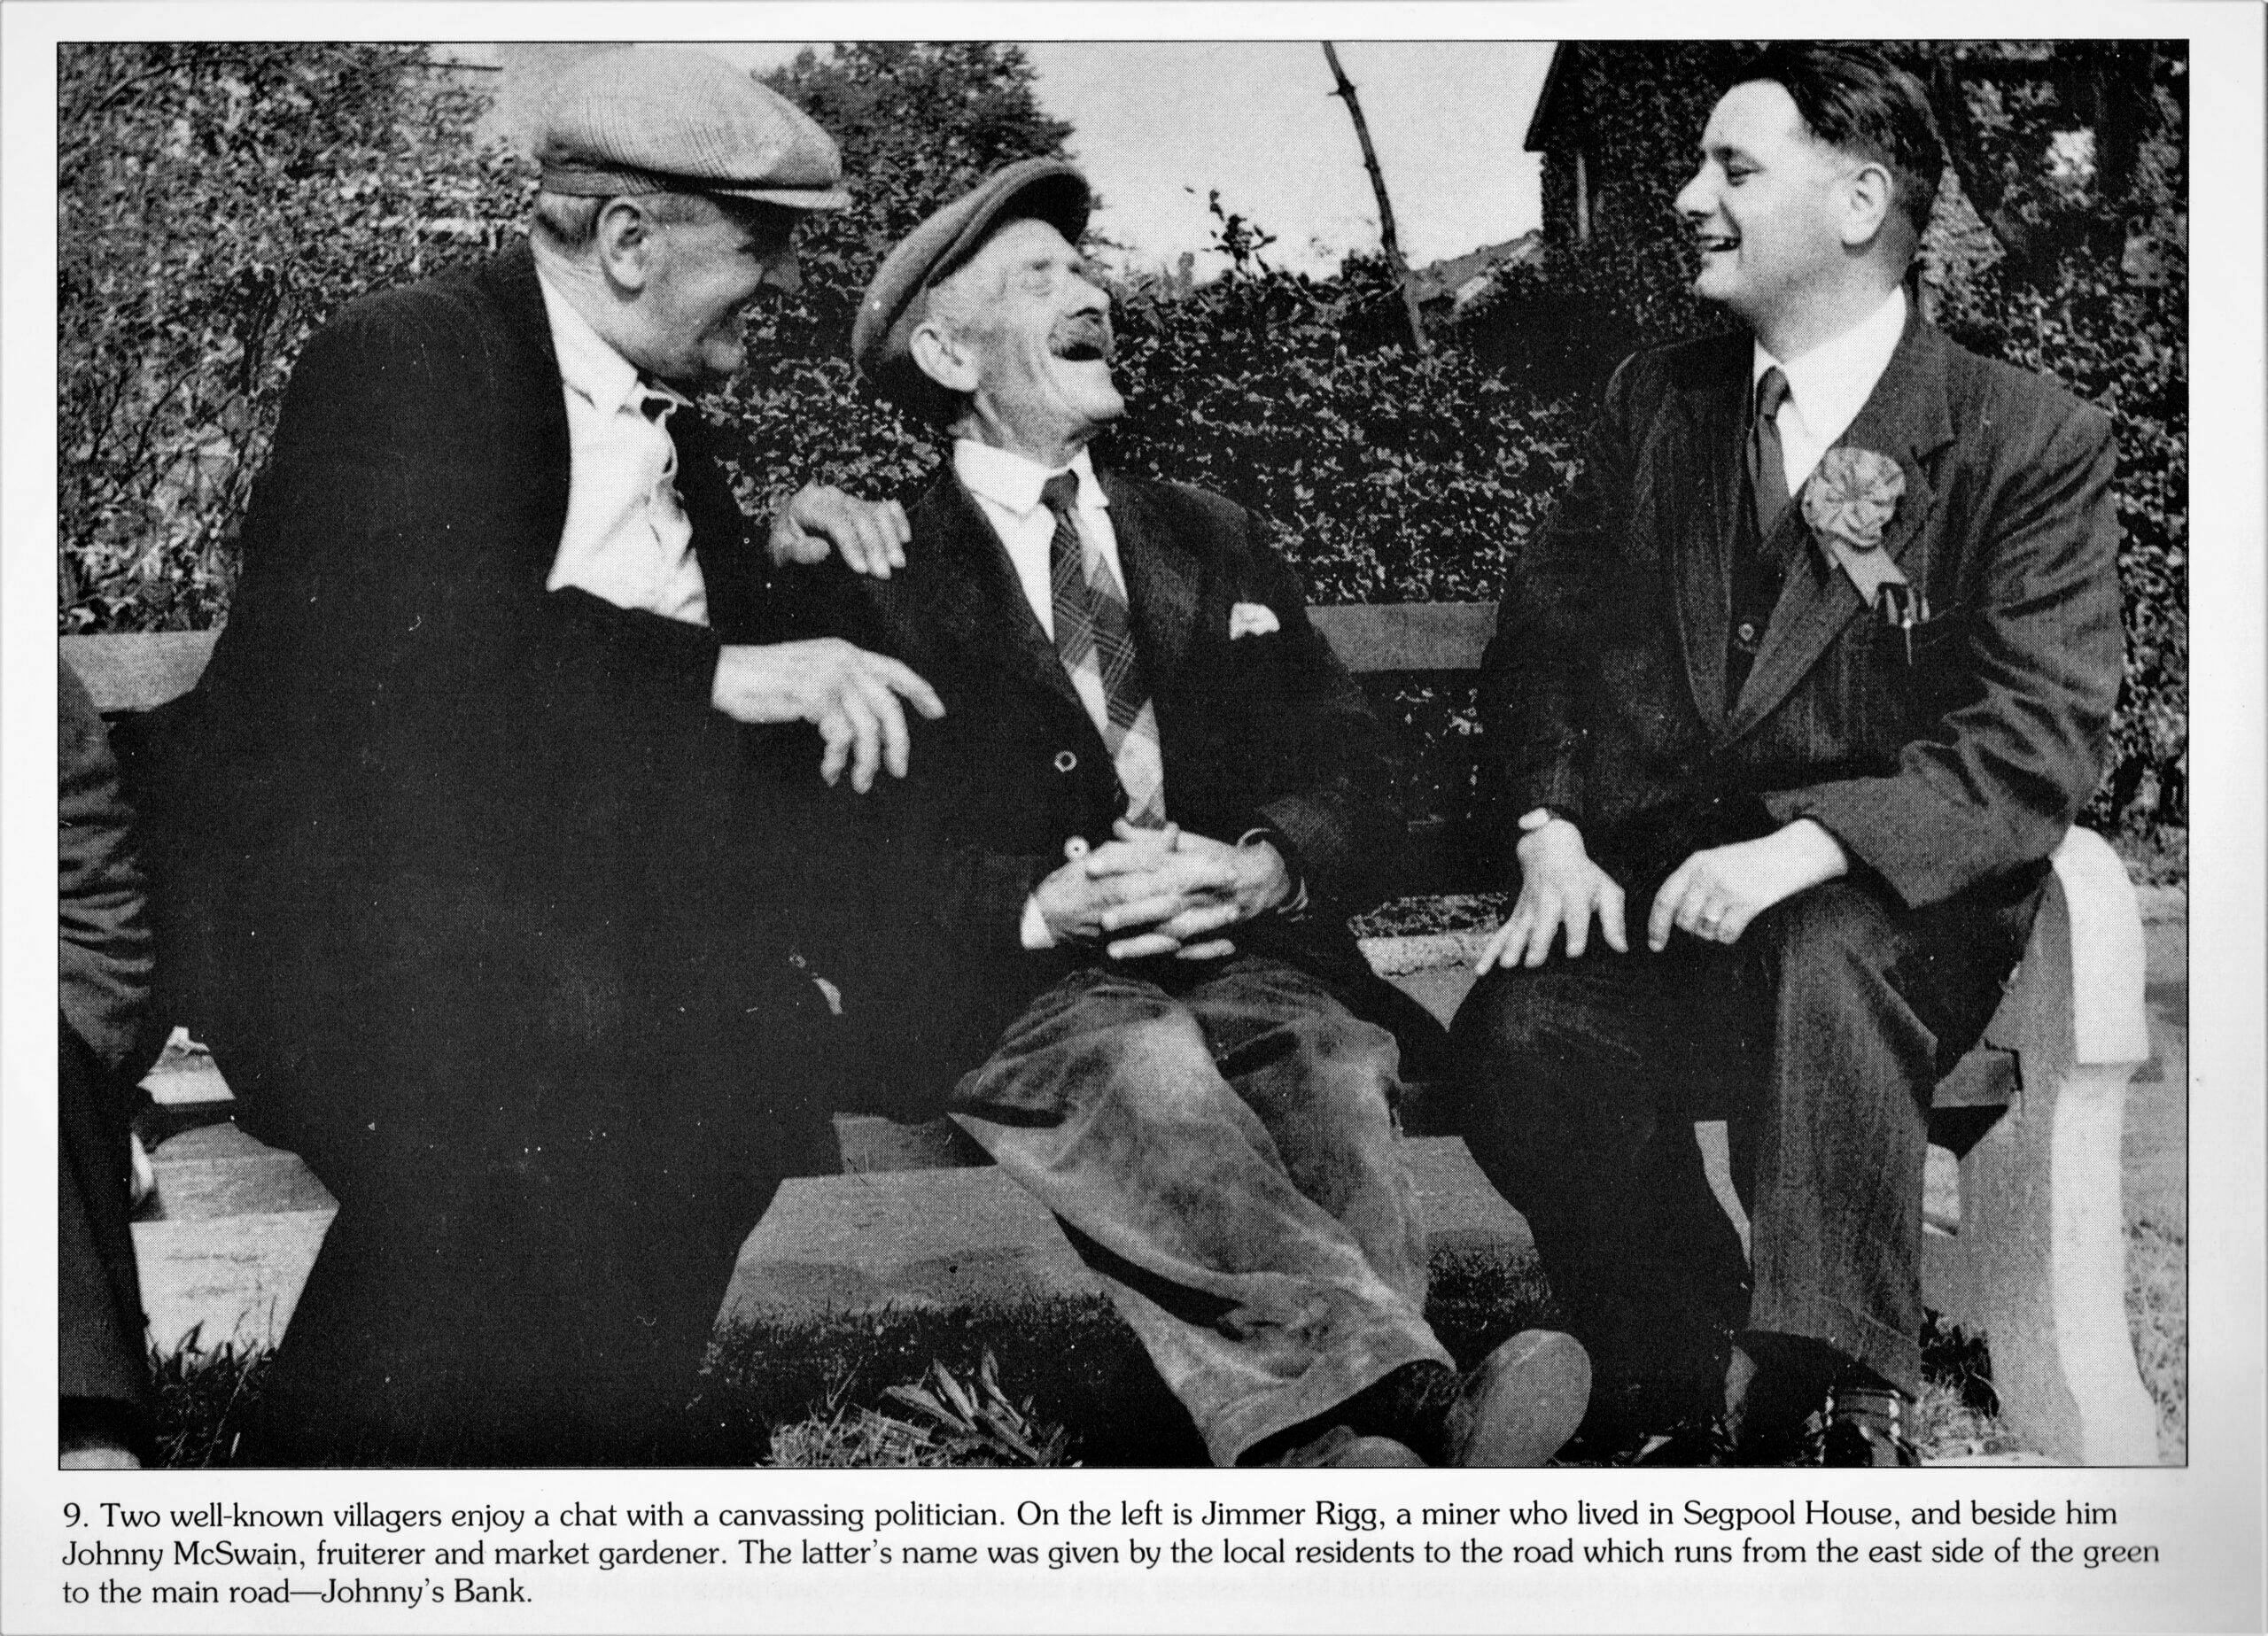 9. Two well-known villagers enjoy a chat with a canvassing politician. On the left is Jimmer Rigg, a miner who lived in Segpool House, and beside him
Johnny McSwain, fruiterer and market gardener. The latter's name was given by the local residents to the road which runs from the east side of the green
to the main road—Johnny's Bank.